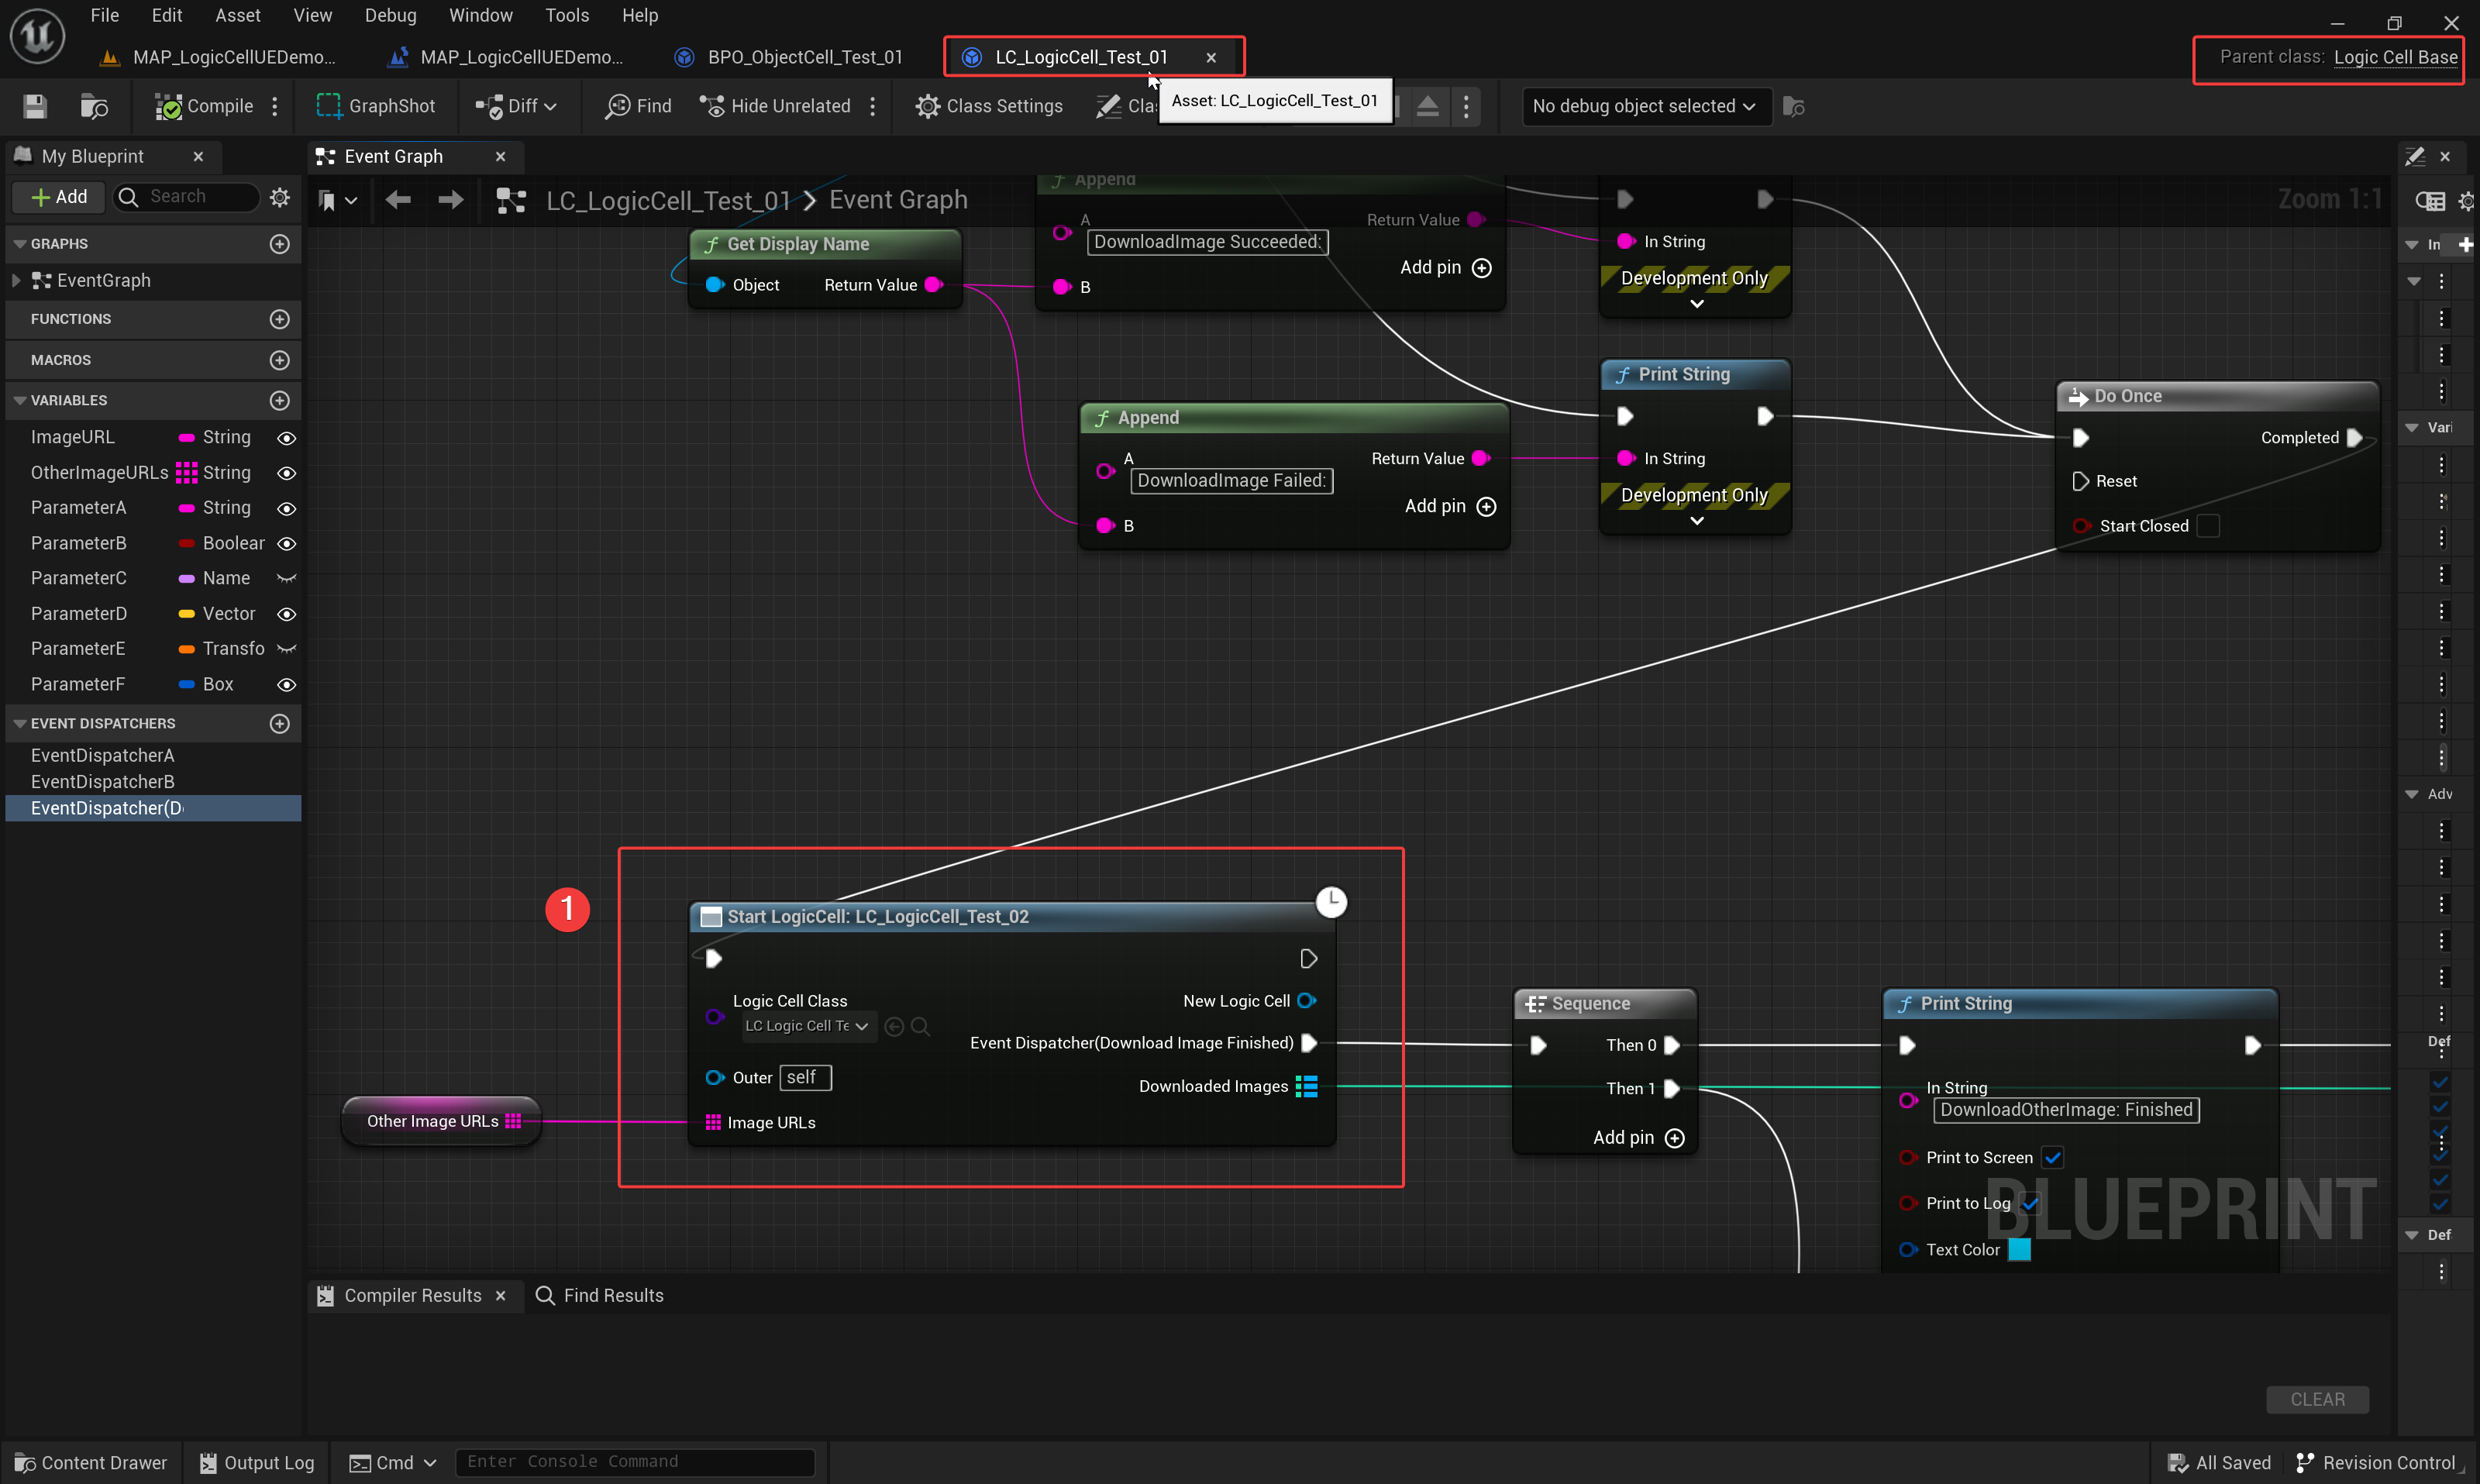 File Edit Asset View Debug Window Tools Help
MAP_LogicCellUEDemo... MAP_LogicCellUEDemo... BPO_ObjectCell_Test_01 LC_LogicCell_Test_01
Parent class: Logic Cell Base
Compile GraphShot Diff Find Hide Unrelated Class Settings Cla No debug object selected
Asset: LC_LogicCell_Test_01
My Blueprint Event Graph
Add Search
LC_LogicCell_Test_01 > Event Graph
Zoom 1:1
GRAPHS
EventGraph
FUNCTIONS
MACROS
VARIABLES
ImageURL String
OtherImageURLs String
ParameterA String
ParameterB Boolear
ParameterC Name
ParameterD Vector
ParameterE Transfo
ParameterF Box
EVENT DISPATCHERS
EventDispatcherA
EventDispatcherB
EventDispatcher(D
Get Display Name
Object Return Value
Append
A Return Value
DownloadImage Succeeded:
Add pin
B
In String
Development Only
Append
A Return Value
DownloadImage Failed:
Add pin
B
Print String
In String
Development Only
Do Once
Completed
Reset
Start Closed
1
Start LogicCell: LC_LogicCell_Test_02
Logic Cell Class New Logic Cell
LC Logic Cell Te
Event Dispatcher(Download Image Finished)
Outer self
Downloaded Images
Image URLs
Other Image URLs
Sequence
Then 0
Then 1
Add pin
Print String
In String
DownloadOtherImage: Finished
Print to Screen
Print to Log
Text Color
BLUEPRINT
In
Vari
Adv
Def
Def
Compiler Results Find Results
CLEAR
Content Drawer Output Log Cmd Enter Console Command All Saved Revision Control